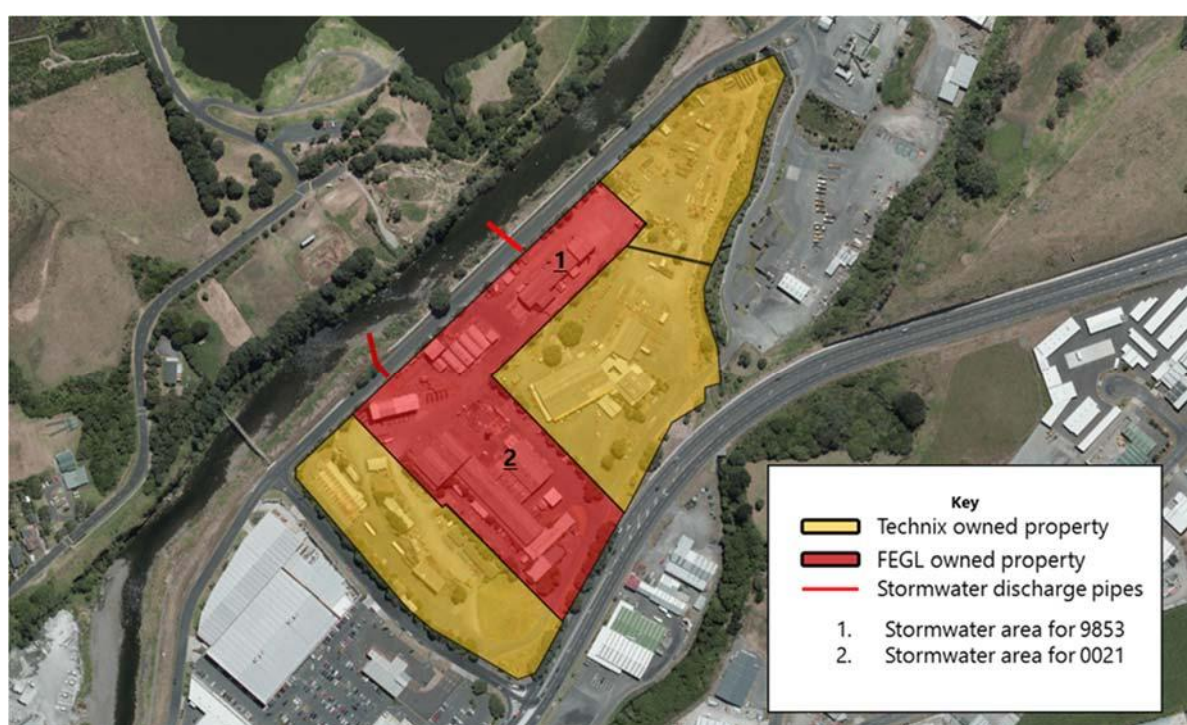 1
2
Key
Technix owned property
FEGL owned property
Stormwater discharge pipes
1. Stormwater area for 9853
2. Stormwater area for 0021